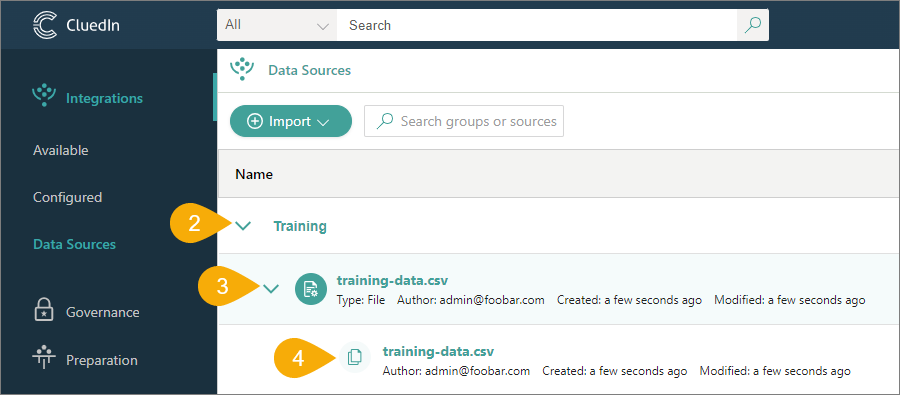 CluedIn
All
Search
Integrations
Data Sources
Import
Search groups or sources
Available
Name
Configured
2
Training
Data Sources
3
training-data.csv
Type: File Author: admin@foobar.com Created: a few seconds ago Modified: a few seconds ago
Governance
4
training-data.csv
Author: admin@foobar.com Created: a few seconds ago Modified: a few seconds ago
Preparation